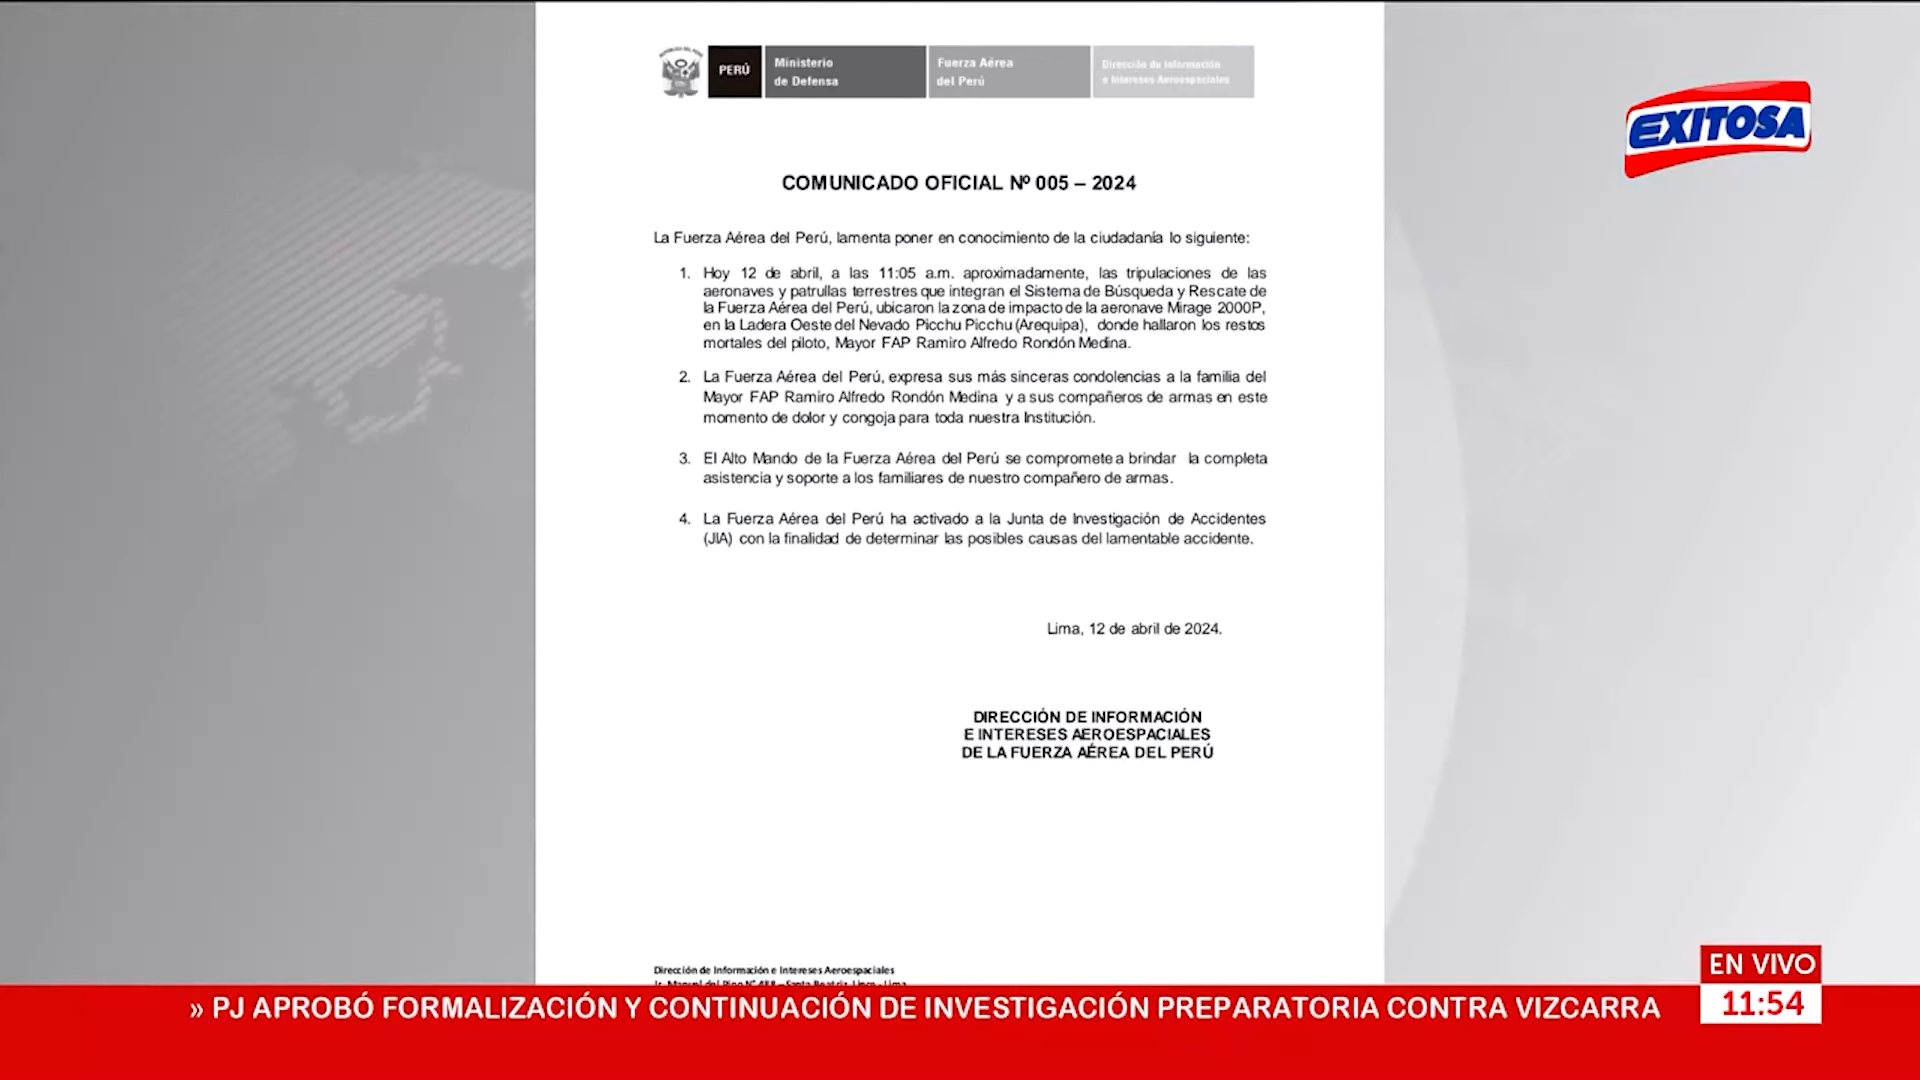 PERÚ
Ministerio
de Defensa
Fuerza Aérea
del Perú
Dirección de Información
e Intereses Aeroespaciales
EXITOSA
COMUNICADO OFICIAL Nº 005 – 2024
La Fuerza Aérea del Perú, lamenta poner en conocimiento de la ciudadanía lo siguiente:
1. Hoy 12 de abril, a las 11:05 a.m. aproximadamente, las tripulaciones de las
aeronaves y patrullas terrestres que integran el Sistema de Búsqueda y Rescate de
la Fuerza Aérea del Perú, ubicaron la zona de impacto de la aeronave Mirage 2000P,
en la Ladera Oeste del Nevado Picchu Picchu (Arequipa), donde hallaron los restos
mortales del piloto, Mayor FAP Ramiro Alfredo Rondón Medina.
2. La Fuerza Aérea del Perú, expresa sus más sinceras condolencias a la familia del
Mayor FAP Ramiro Alfredo Rondón Medina y a sus compañeros de armas en este
momento de dolor y congoja para toda nuestra Institución.
3. El Alto Mando de la Fuerza Aérea del Perú se compromete a brindar la completa
asistencia y soporte a los familiares de nuestro compañero de armas.
4. La Fuerza Aérea del Perú ha activado a la Junta de Investigación de Accidentes
(JIA) con la finalidad de determinar las posibles causas del lamentable accidente.
Lima, 12 de abril de 2024.
DIRECCIÓN DE INFORMACIÓN
E INTERESES AEROESPACIALES
DE LA FUERZA AÉREA DEL PERÚ
Dirección de Información e Intereses Aeroespaciales
EN VIVO
» PJ APROBÓ FORMALIZACIÓN Y CONTINUACIÓN DE INVESTIGACIÓN PREPARATORIA CONTRA VIZCARRA
11:54